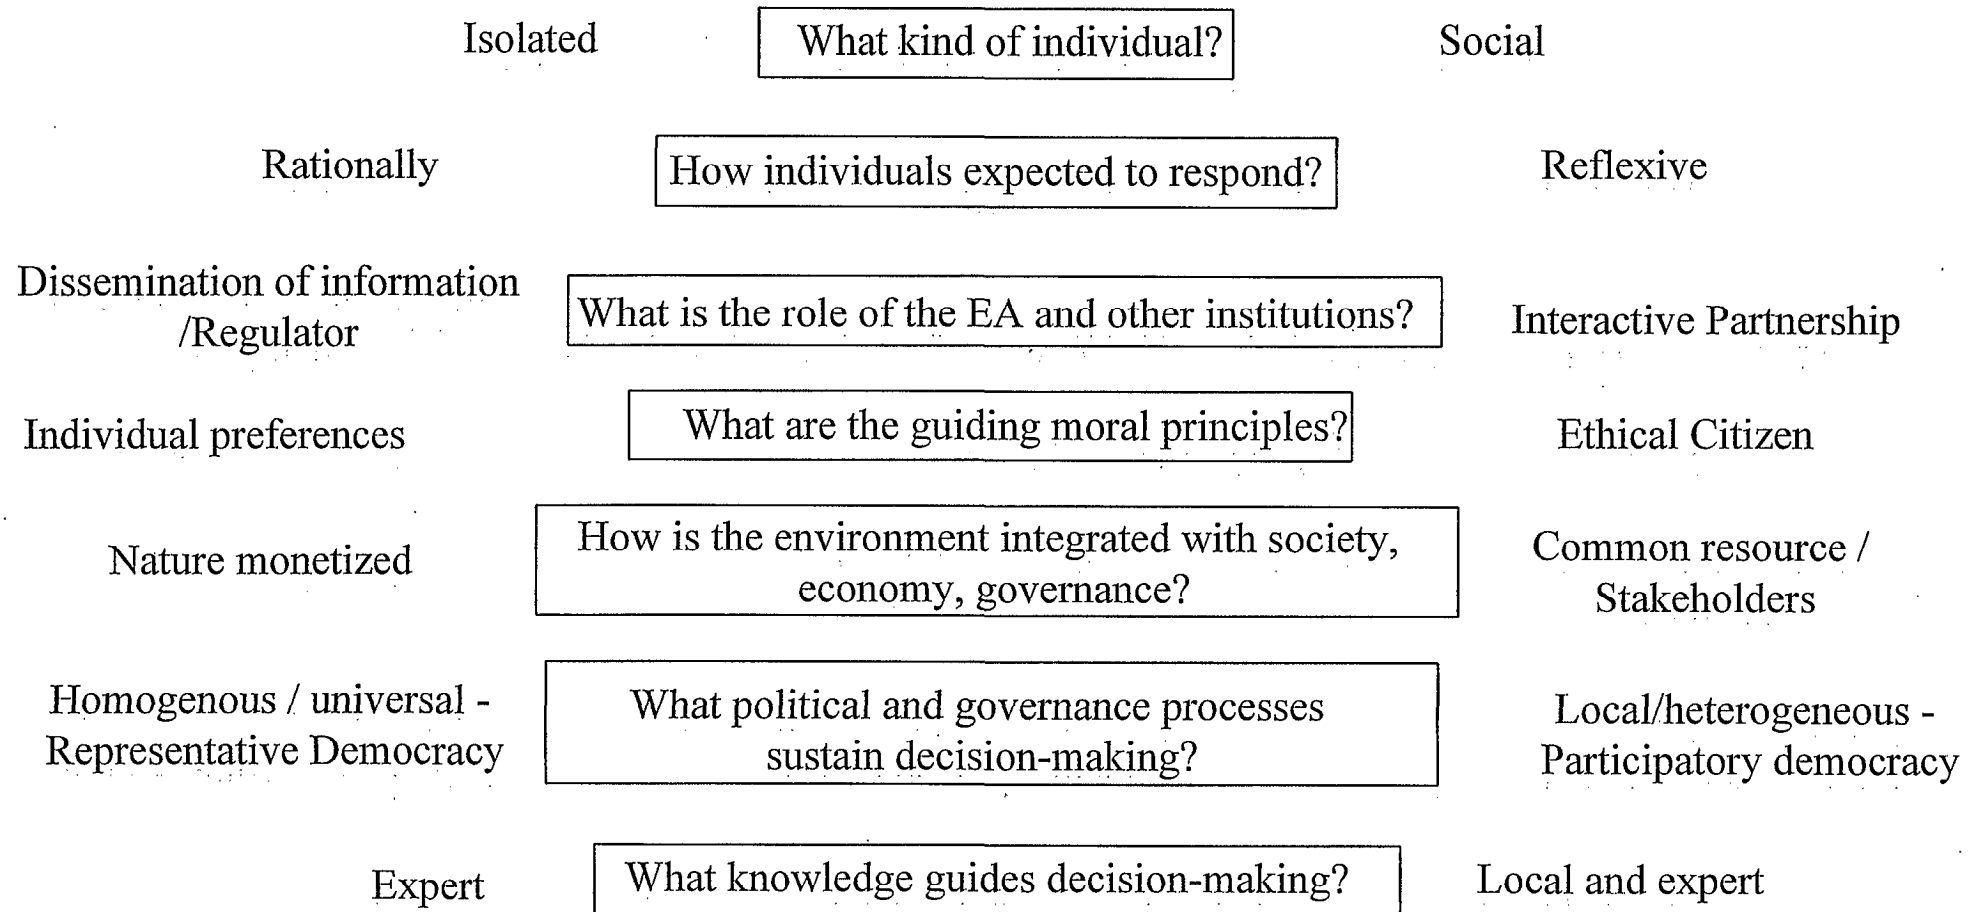 Isolated
What kind of individual?
Social
Rationally
How individuals expected to respond?
Reflexive
Dissemination of information
/Regulator
What is the role of the EA and other institutions?
Interactive Partnership
Individual preferences
What are the guiding moral principles?
Ethical Citizen
Nature monetized
How is the environment integrated with society,
economy, governance?
Common resource /
Stakeholders
Homogenous / universal -
Representative Democracy
What political and governance processes
sustain decision-making?
Local/heterogeneous -
Participatory democracy
Expert
What knowledge guides decision-making?
Local and expert